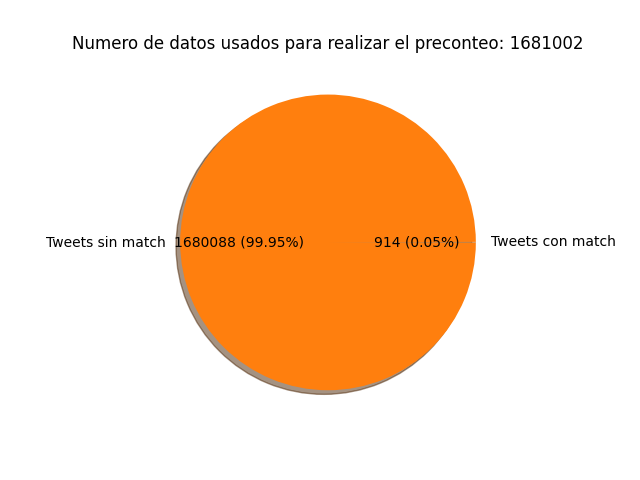 Numero de datos usados para realizar el preconteo: 1681002
Tweets sin match
1680088 (99.95%)
914 (0.05%)
Tweets con match